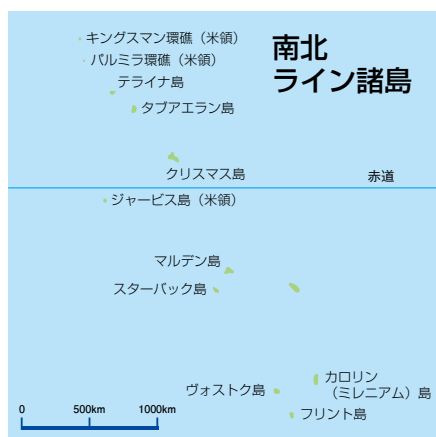 南北
ライン諸島
キングスマン環礁（米領）
パルミラ環礁（米領）
テライナ島
タブアエラン島
クリスマス島
赤道
ジャービス島（米領）
マルデン島
スターバック島
カロリン
（ミレニアム）島
ヴォストク島
フリント島
0 500km 1000km